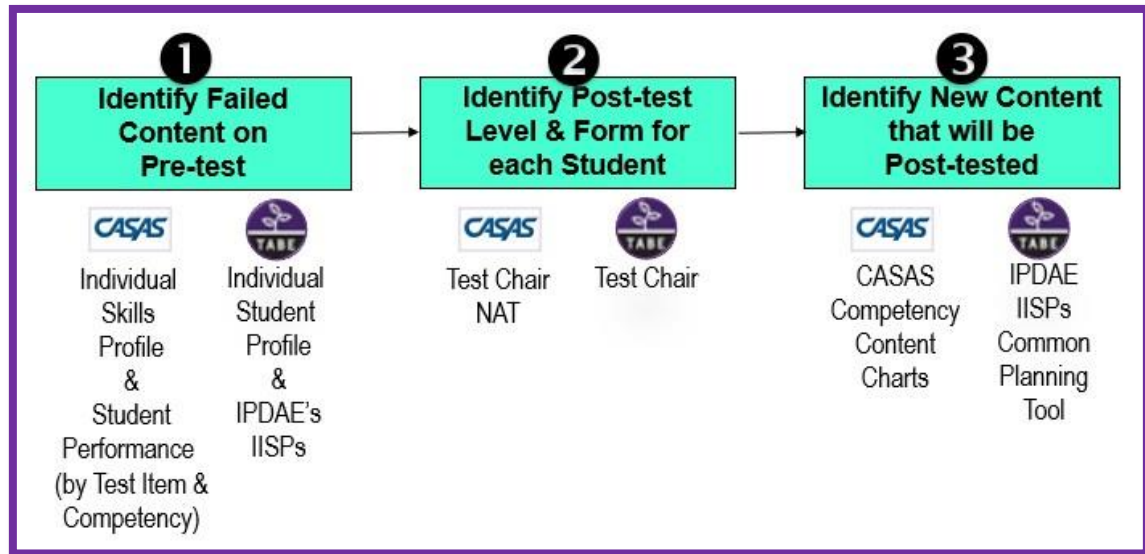 1
Identify Failed
Content on
Pre-test
CASAS
Individual
Skills
Profile
&
Student
Performance
(by Test Item &
Competency)
TABE
Individual
Student
Profile
&
IPDAE's
IISPs
2
Identify Post-test
Level & Form for
each Student
CASAS
Test Chair
NAT
TABE
Test Chair
3
Identify New Content
that will be
Post-tested
CASAS
CASAS
Competency
Content
Charts
TABE
IPDAE
IISPs
Common
Planning
Tool